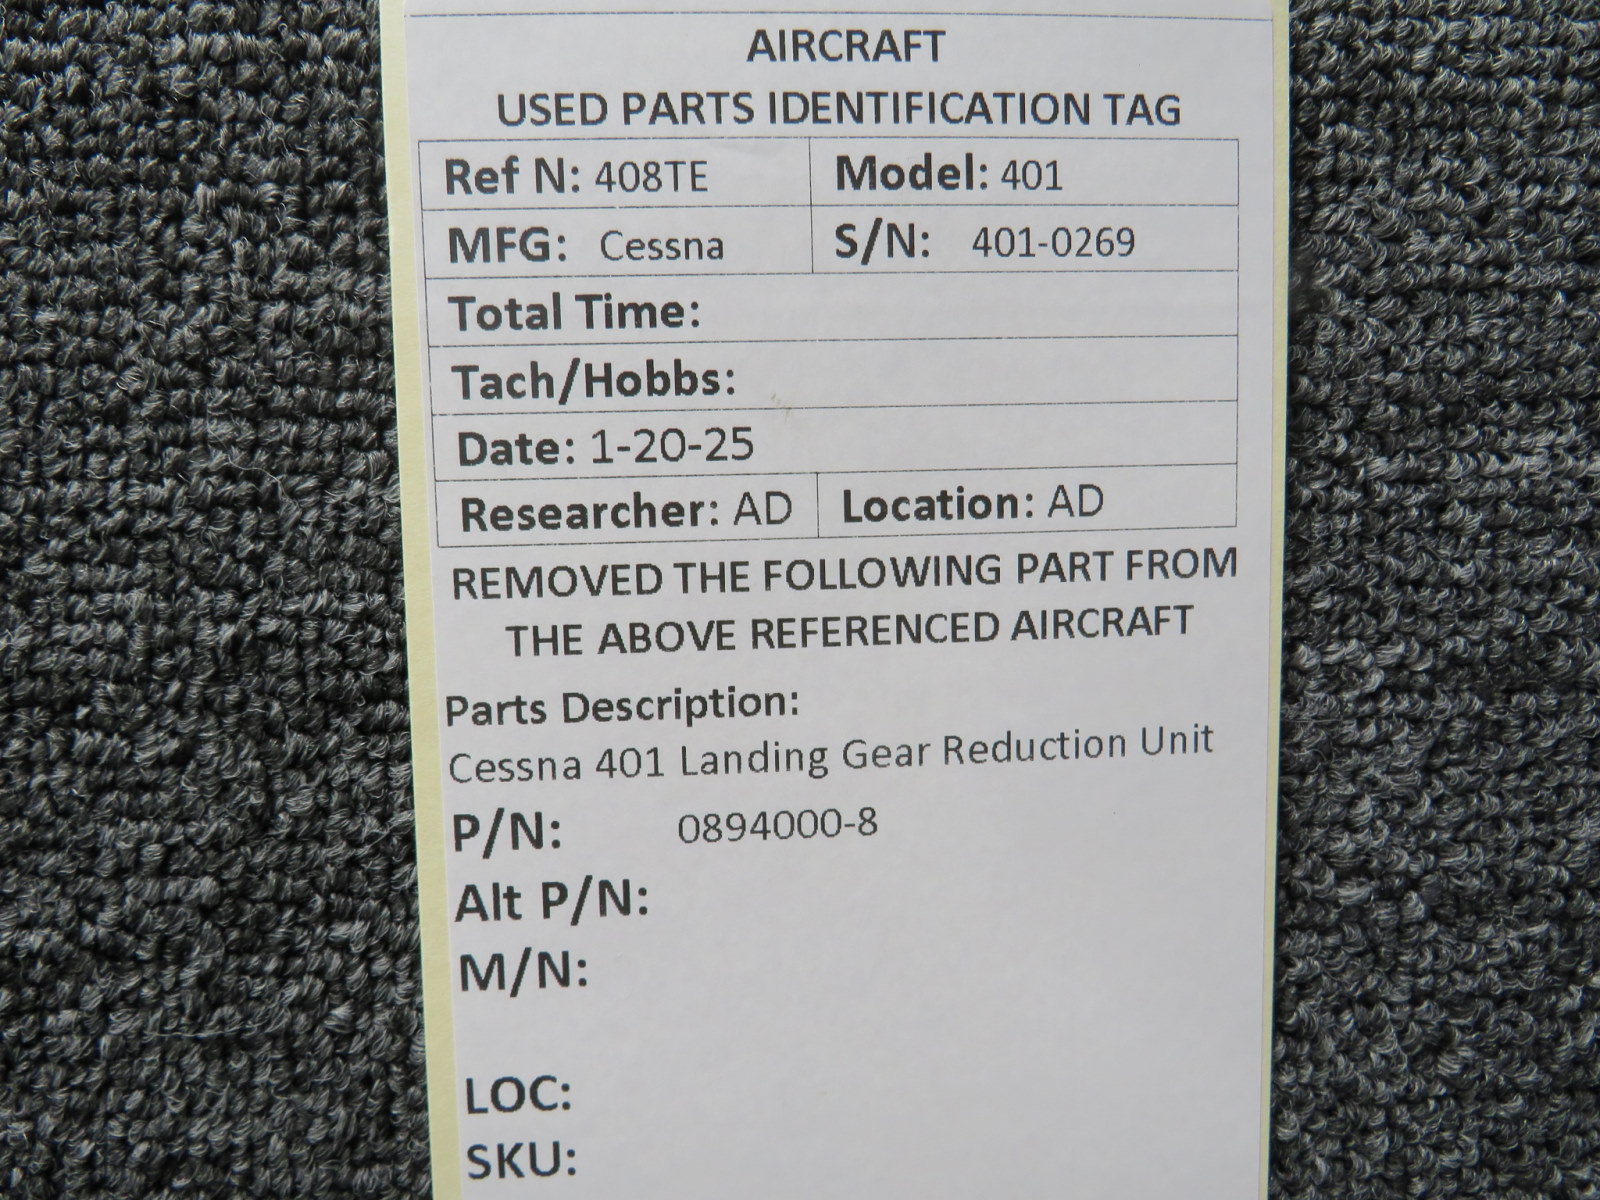 AIRCRAFT
USED PARTS IDENTIFICATION TAG
Ref N: 408TE Model: 401
MFG: Cessna S/N: 401-0269
Total Time:
Tach/Hobbs:
Date: 1-20-25
Researcher: AD Location: AD
REMOVED THE FOLLOWING PART FROM
THE ABOVE REFERENCED AIRCRAFT
Parts Description:
Cessna 401 Landing Gear Reduction Unit
P/N: 0894000-8
Alt P/N:
M/N:
LOC:
SKU: